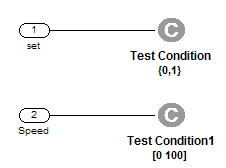 1
C
set
Test Condition
{0,1}
2
C
Speed
Test Condition1
[0 100]